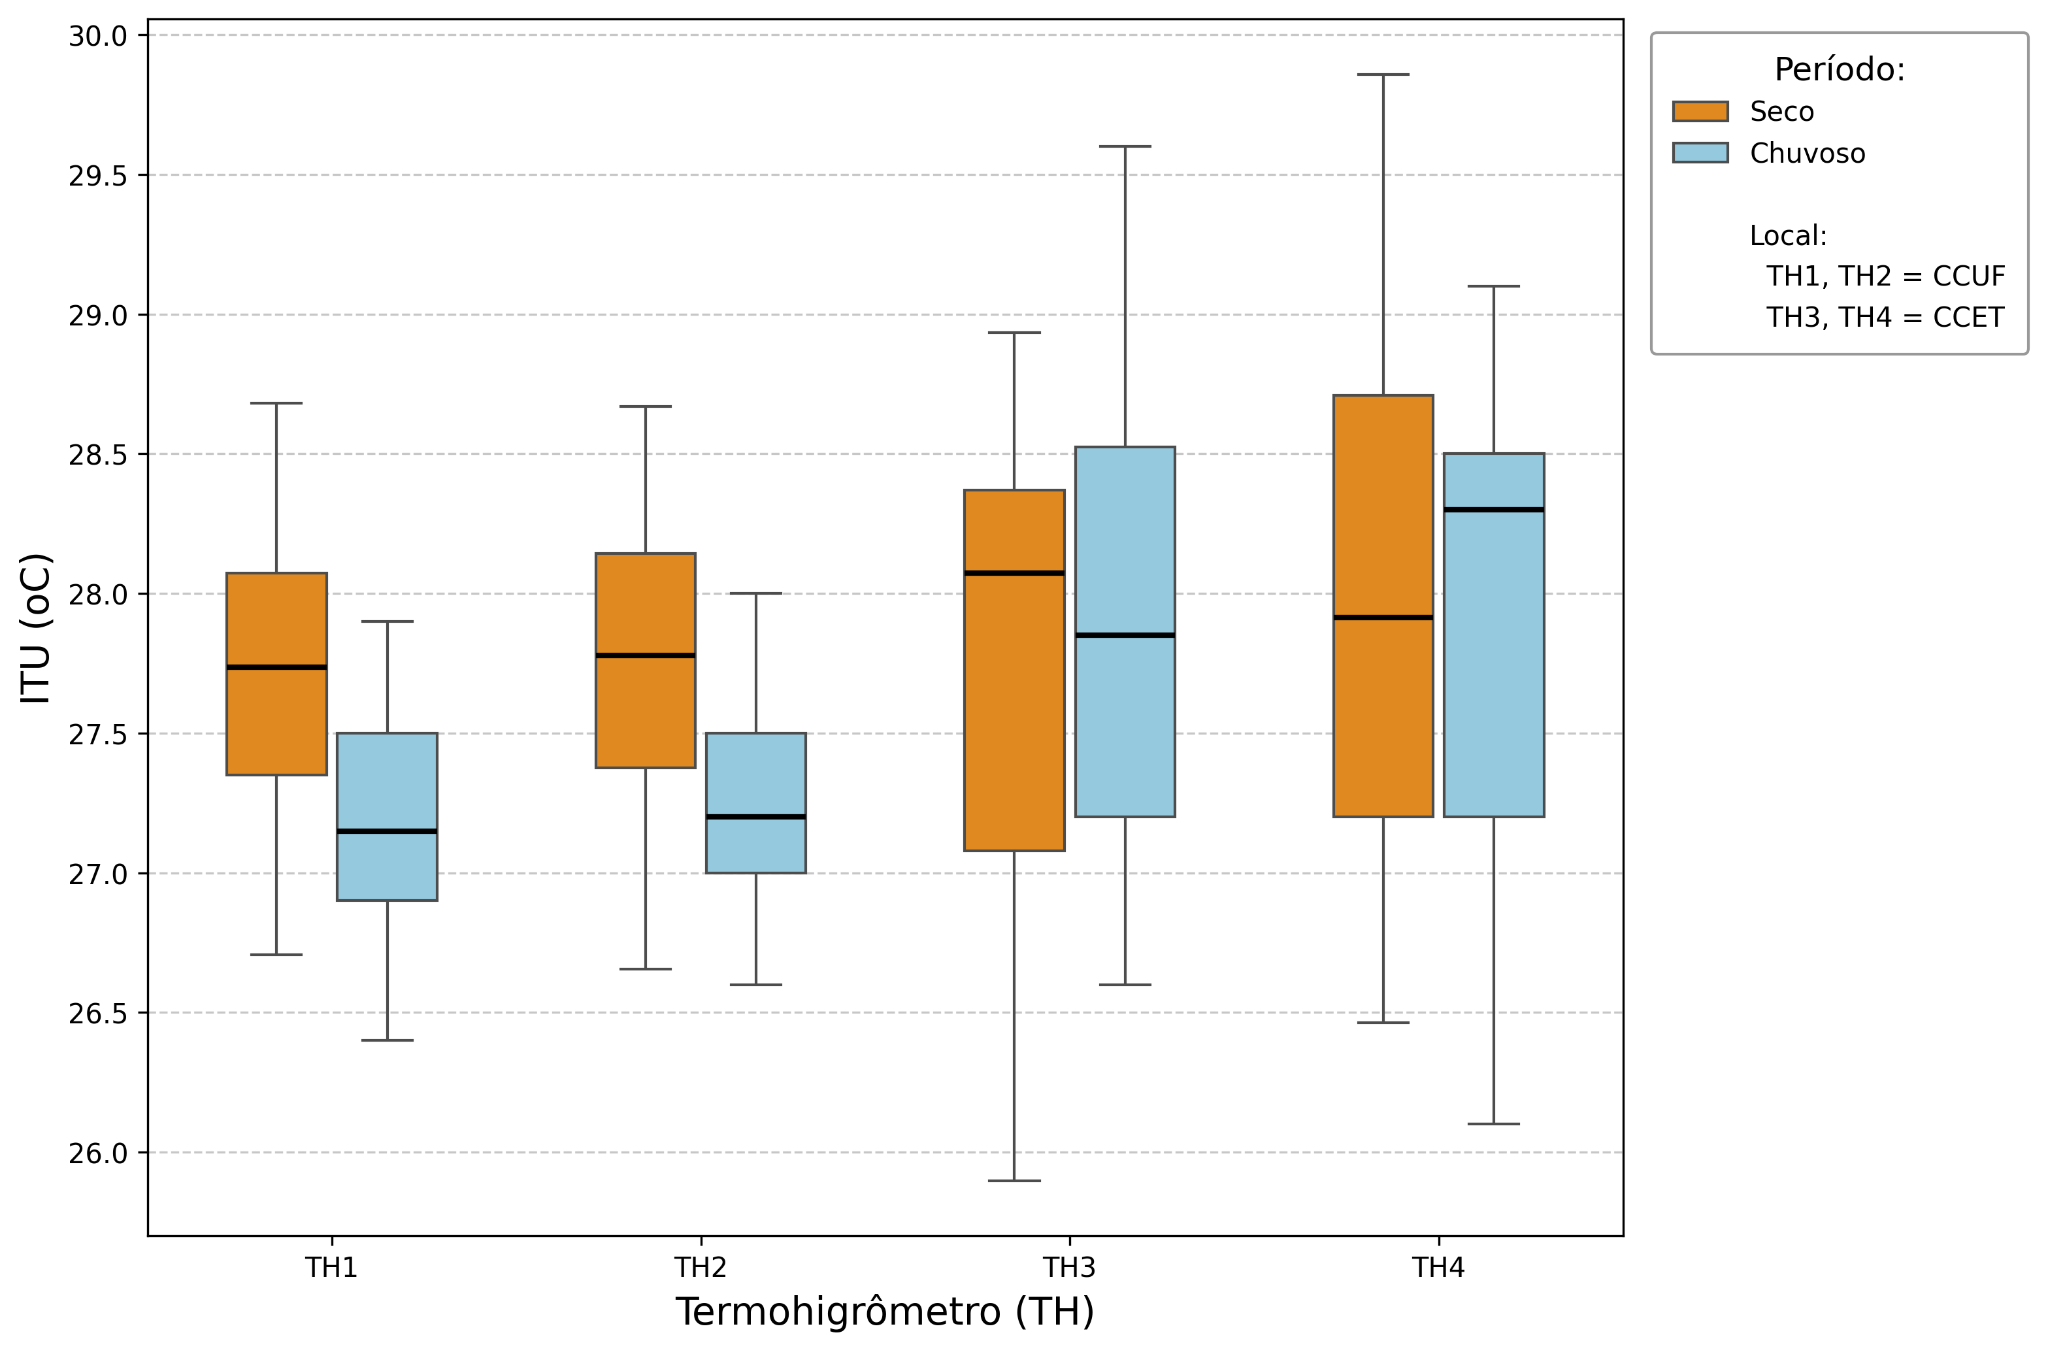 30.0
29.5
29.0
28.5
28.0
27.5
27.0
26.5
26.0
ITU (oC)
TH1
TH2
TH3
TH4
Termohigrômetro (TH)
Período:
Seco
Chuvoso
Local:
TH1, TH2 = CCUF
TH3, TH4 = CCET